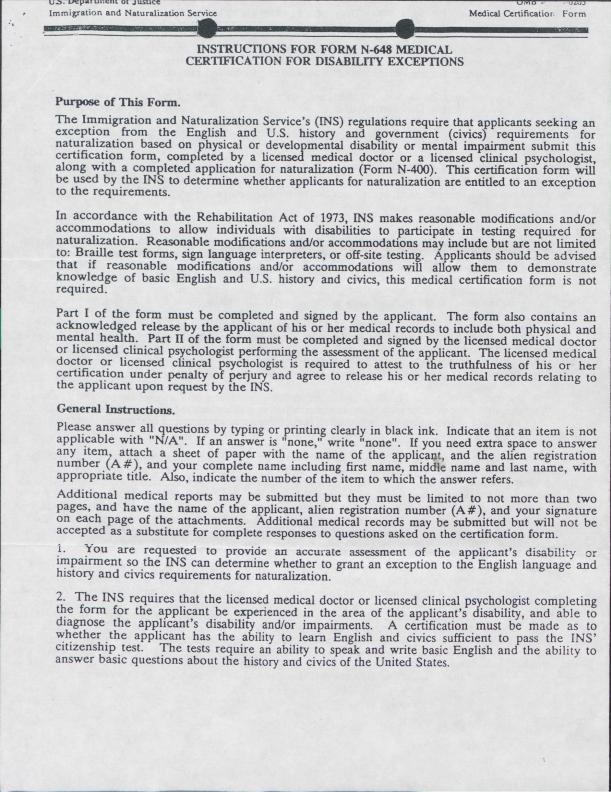 U.S. Department of Justice
Immigration and Naturalization Service
OMB
Medical Certification Form
INSTRUCTIONS FOR FORM N-648 MEDICAL
CERTIFICATION FOR DISABILITY EXCEPTIONS
Purpose of This Form.
The Immigration and Naturalization Service's (INS) regulations require that applicants seeking an
exception from the English and U.S. history and government (civics) requirements for
naturalization based on physical or developmental disability or mental impairment submit this
certification form, completed by a licensed medical doctor or a licensed clinical psychologist,
along with a completed application for naturalization (Form N-400). This certification form will
be used by the INS to determine whether applicants for naturalization are entitled to an exception
to the requirements.
In accordance with the Rehabilitation Act of 1973, INS makes reasonable modifications and/or
accommodations to allow individuals with disabilities to participate in testing required for
naturalization. Reasonable modifications and/or accommodations may include but are not limited
to: Braille test forms, sign language interpreters, or off-site testing. Applicants should be advised
that if reasonable modifications and/or accommodations will allow them to demonstrate
knowledge of basic English and U.S. history and civics, this medical certification form is not
required.
Part I of the form must be completed and signed by the applicant. The form also contains an
acknowledged release by the applicant of his or her medical records to include both physical and
mental health. Part II of the form must be completed and signed by the licensed medical doctor
or licensed clinical psychologist performing the assessment of the applicant. The licensed medical
doctor or licensed clinical psychologist is required to attest to the truthfulness of his or her
certification under penalty of perjury and agree to release his or her medical records relating to
the applicant upon request by the INS.
General Instructions.
Please answer all questions by typing or printing clearly in black ink. Indicate that an item is not
applicable with "N/A". If an answer is "none," write "none". If you need extra space to answer
any item, attach a sheet of paper with the name of the applicant, and the alien registration
number (A#), and your complete name including first name, middle name and last name, with
appropriate title. Also, indicate the number of the item to which the answer refers.
Additional medical reports may be submitted but they must be limited to not more than two
pages, and have the name of the applicant, alien registration number (A#), and your signature
on each page of the attachments. Additional medical records may be submitted but will not be
accepted as a substitute for complete responses to questions asked on the certification form.
1. You are requested to provide an accurate assessment of the applicant's disability or
impairment so the INS can determine whether to grant an exception to the English language and
history and civics requirements for naturalization.
2. The INS requires that the licensed medical doctor or licensed clinical psychologist completing
the form for the applicant be experienced in the area of the applicant's disability, and able to
diagnose the applicant's disability and/or impairments. A certification must be made as to
whether the applicant has the ability to learn English and civics sufficient to pass the INS'
citizenship test. The tests require an ability to speak and write basic English and the ability to
answer basic questions about the history and civics of the United States.